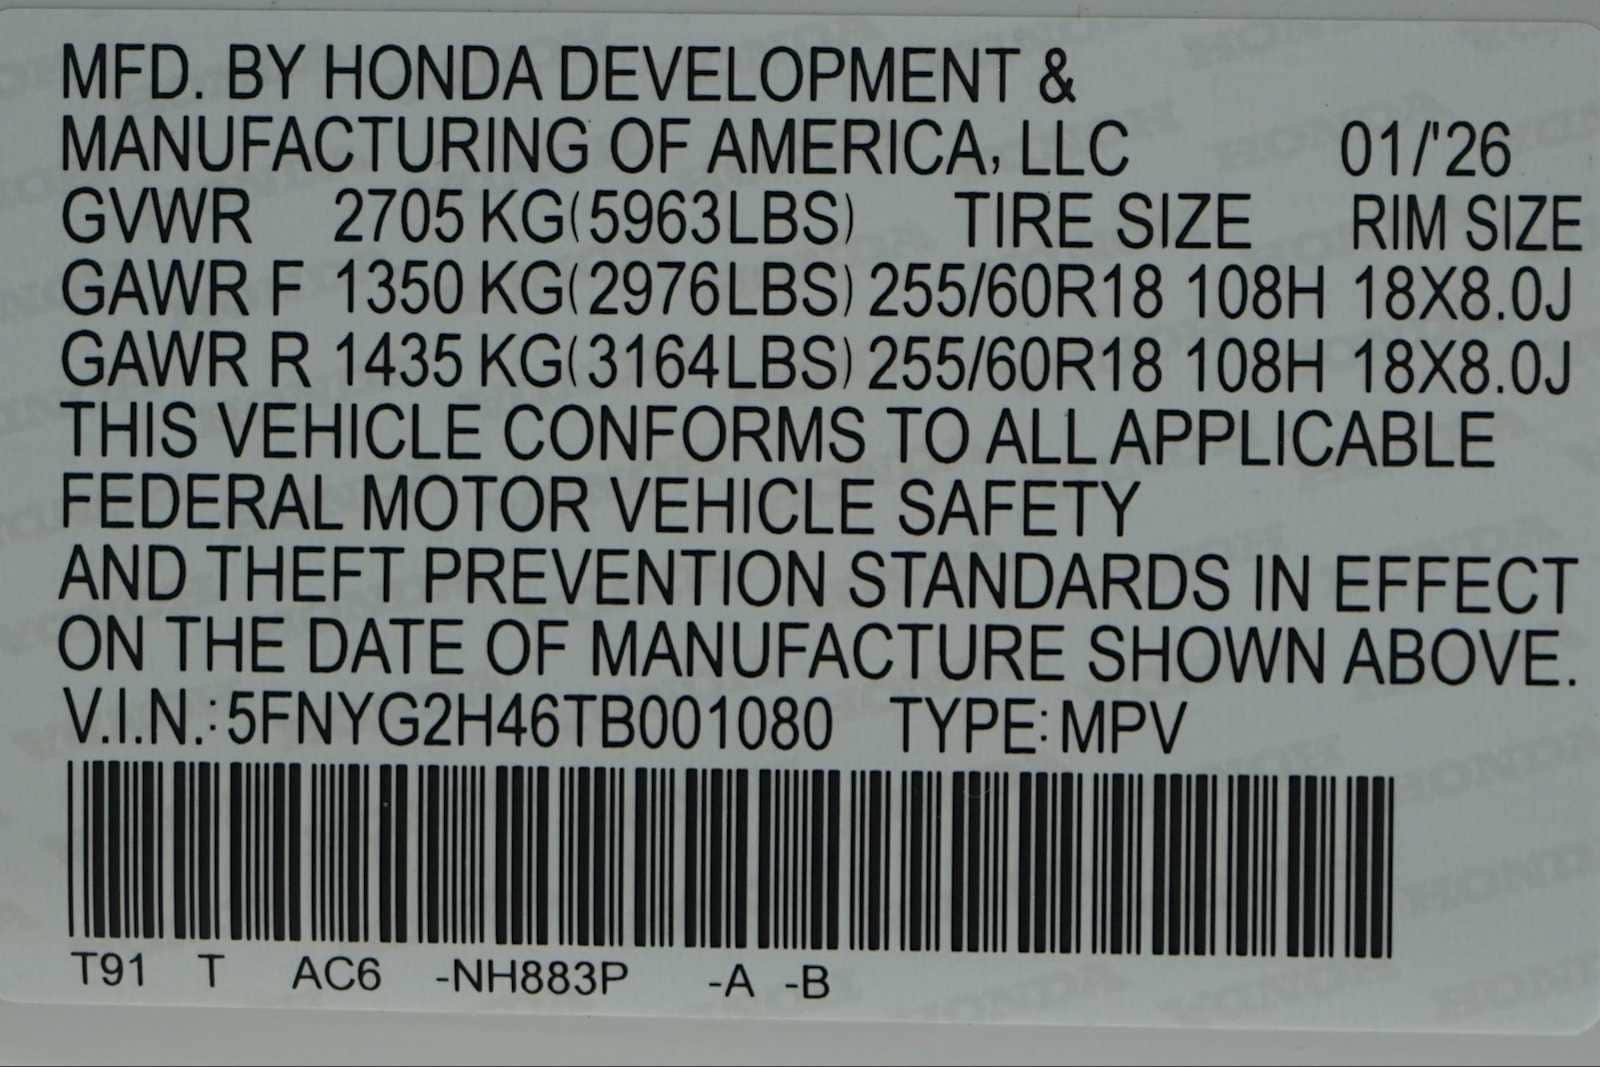 MFD. BY HONDA DEVELOPMENT &
MANUFACTURING OF AMERICA, LLC 01/'26
GVWR 2705 KG(5963LBS) TIRE SIZE RIM SIZE
GAWR F 1350 KG(2976LBS) 255/60R18 108H 18X8.0J
GAWR R 1435 KG(3164LBS) 255/60R18 108H 18X8.0J
THIS VEHICLE CONFORMS TO ALL APPLICABLE
FEDERAL MOTOR VEHICLE SAFETY
AND THEFT PREVENTION STANDARDS IN EFFECT
ON THE DATE OF MANUFACTURE SHOWN ABOVE.
V.I.N.: 5FNYG2H46TB001080 TYPE: MPV
T91 T AC6 -NH883P -A -B